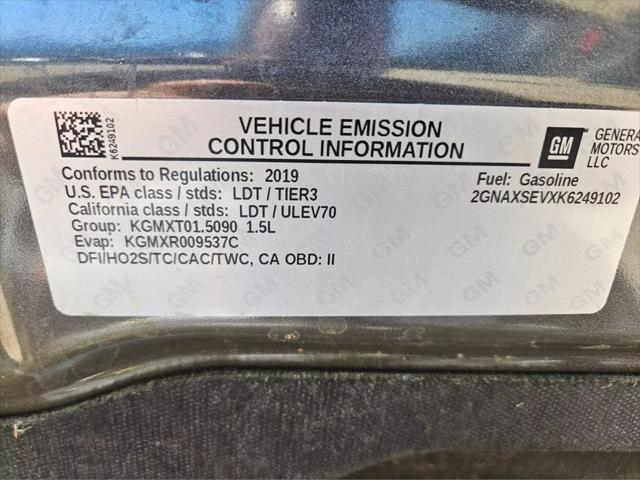 VEHICLE EMISSION
CONTROL INFORMATION
K6249102
GM
GENERAL
MOTORS
LLC
Conforms to Regulations: 2019
U.S. EPA class / stds: LDT / TIER3
California class / stds: LDT / ULEV70
Group: KGMXT01.5090 1.5L
Evap: KGMXR009537C
DFI/HO2S/TC/CAC/TWC, CA OBD: II
Fuel: Gasoline
2GNAXSEVXK6249102